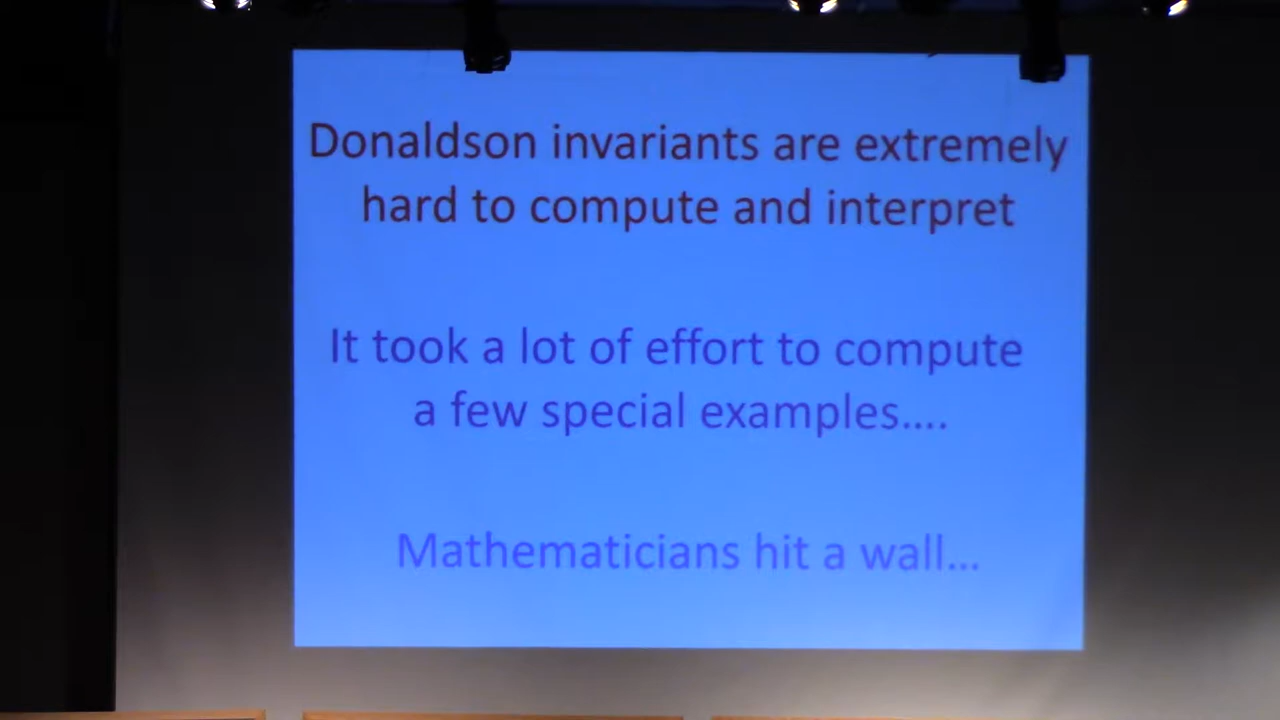 Donaldson invariants are extremely
hard to compute and interpret
It took a lot of effort to compute
a few special examples....
Mathematicians hit a wall...